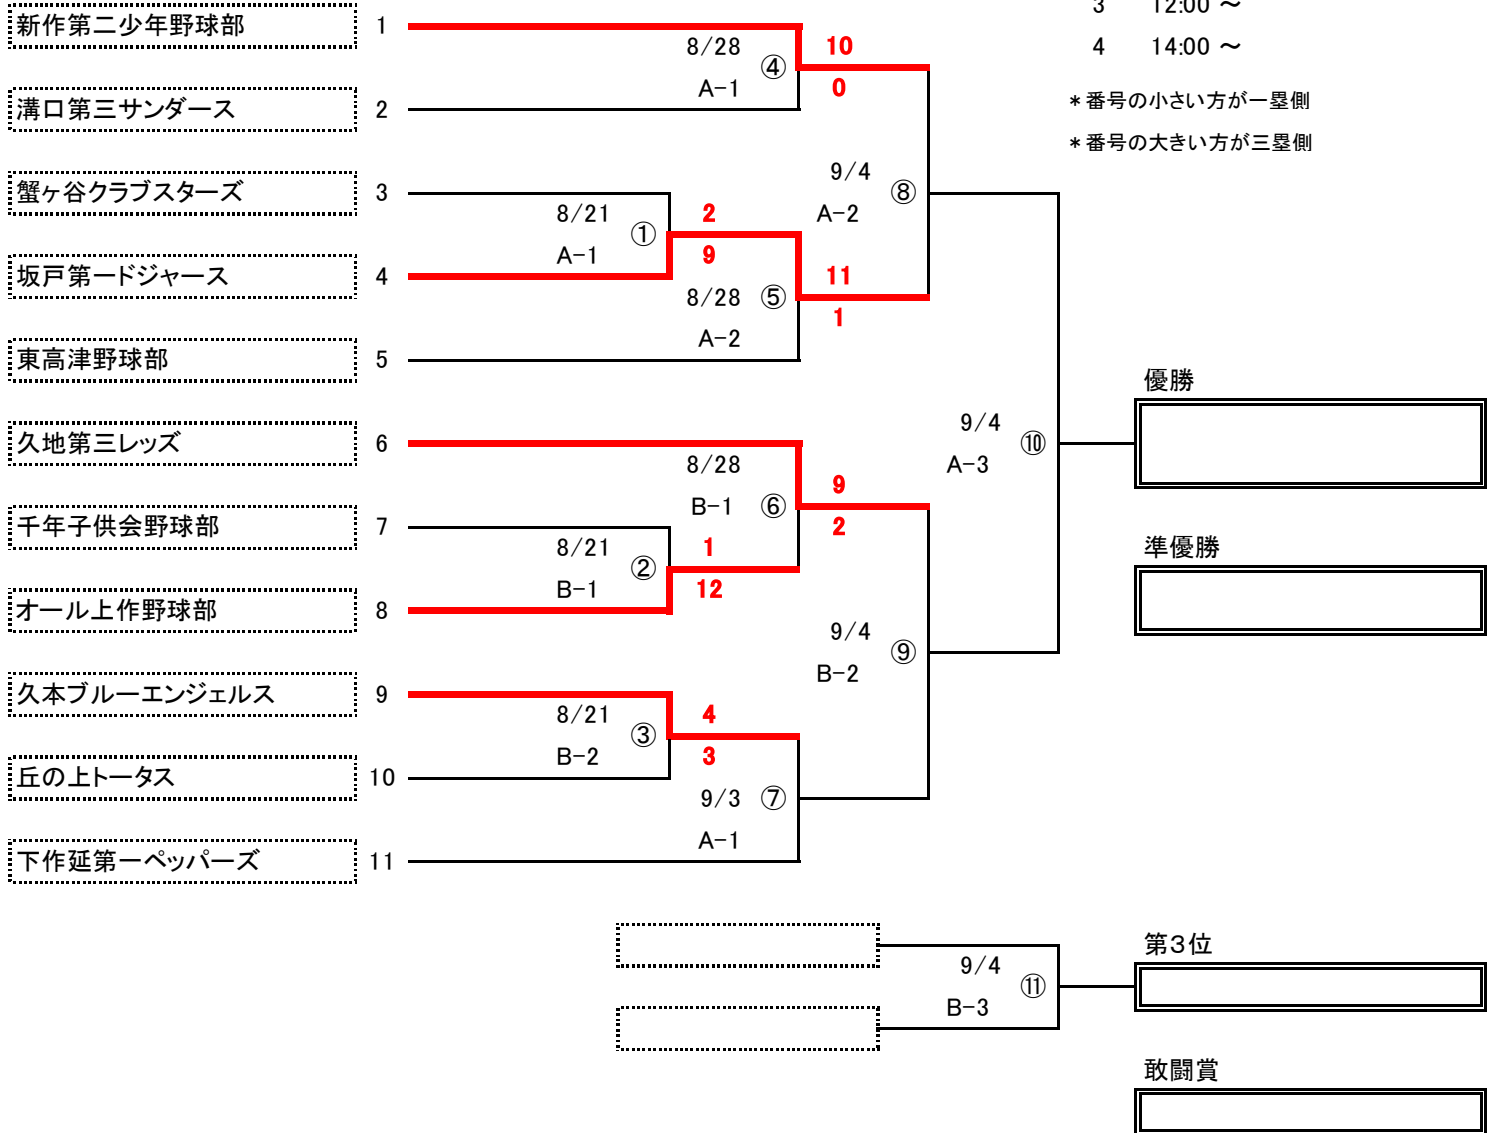 3 12:00 ～
新作第二少年野球部 1
8/28 ④ 10
4 14:00 ～
A-1 0
溝口第三サンダース 2
＊番号の小さい方が一塁側
＊番号の大きい方が三塁側
蟹ヶ谷クラブスターズ 3
9/4 ⑧
A-2
8/21 ① 2
A-1 9
坂戸第一ドジャース 4
8/28 ⑤ 11
A-2 1
東高津野球部 5
優勝
久地第三レッズ 6
9/4 ⑩
A-3
8/28 ⑥ 9
B-1 2
千年子供会野球部 7
8/21 ② 1
B-1 12
準優勝
オール上作野球部 8
9/4 ⑨
B-2
久本ブルーエンジェルス 9
8/21 ③ 4
B-2 3
丘の上トータス 10
9/3 ⑦
A-1
下作延第一ペッパーズ 11
第３位
9/4 ⑪
B-3
敢闘賞